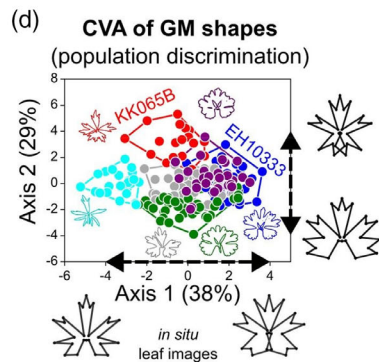 (d)
CVA of GM shapes
(population discrimination)
8
6
4
2
0
-2
-4
-6
Axis 2 (29%)
KK065B
EH10333
-6 -4 -2 0 2 4
Axis 1 (38%)
in situ
leaf images